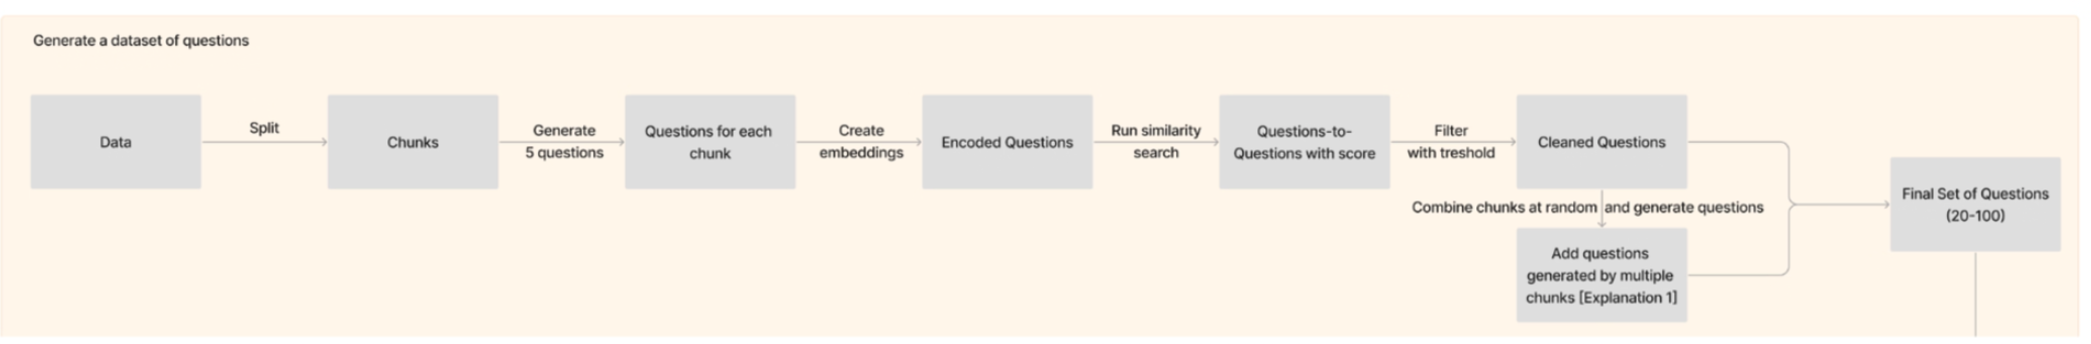 Generate a dataset of questions
Data
Split
Chunks
Generate
5 questions
Questions for each
chunk
Create
embeddings
Encoded Questions
Run similarity
search
Questions-to-
Questions with score
Filter
with treshold
Cleaned Questions
Combine chunks at random and generate questions
Add questions
generated by multiple
chunks [Explanation 1]
Final Set of Questions
(20-100)